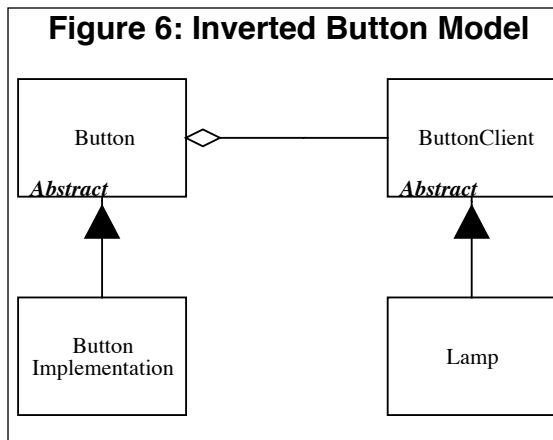 Figure 6: Inverted Button Model
Button
Abstract
ButtonClient
Abstract
Button
Implementation
Lamp